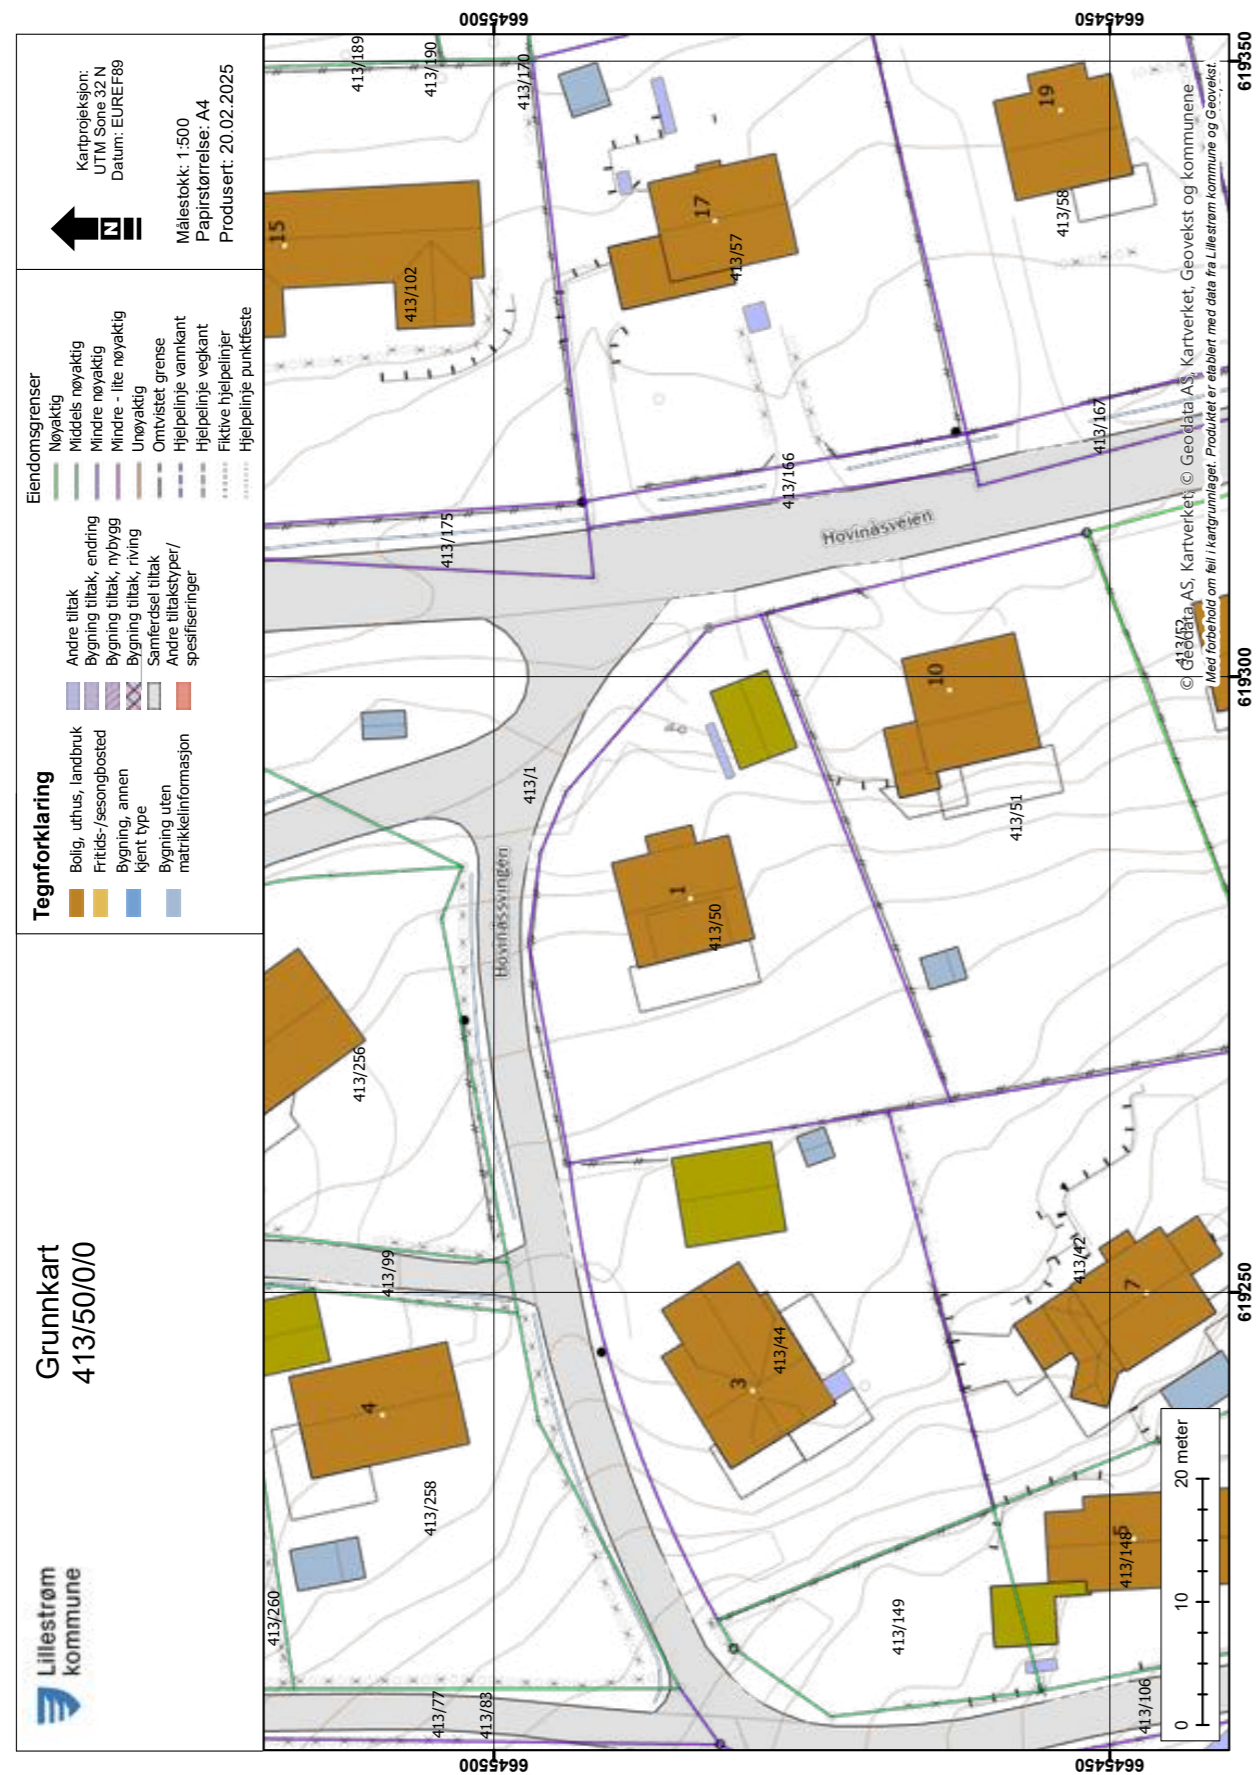 Lillestrøm
kommune
Grunnkart
413/50/0/0
Tegnforklaring
Bolig, uthus, landbruk
Fritids-/sesongbosted
Bygning, annen
kjent type
Bygning uten
matrikkelinformasjon
Andre tiltak
Bygning tiltak, endring
Bygning tiltak, nybygg
Bygning tiltak, riving
Samferdsel tiltak
Andre tiltakstyper/
spesifiseringer
Eiendomsgrenser
Nøyaktig
Middels nøyaktig
Mindre nøyaktig
Mindre - lite nøyaktig
Unøyaktig
Omtvistet grense
Hjelpelinje vannkant
Hjelpelinje vegkant
Fiktive hjelpelinjer
Hjelpelinje punktfeste
N
Kartprojeksjon:
UTM Sone 32 N
Datum: EUREF89
Målestokk: 1:500
Papirstørrelse: A4
Produsert: 20.02.2025
413/260
413/77
413/83
413/258
4
413/99
413/256
413/175
413/102
15
413/189
413/190
413/170
6645500
6645500
Hovinåssvingen
413/1
413/50
1
3
413/44
413/149
413/166
Hovinåsveien
17
413/57
10
413/51
413/42
7
5
413/148
413/106
413/167
413/58
19
413/52
6645450
6645450
619350
619300
619250
0 10 20 meter
© Geodata AS, Kartverket, © Geodata AS, Kartverket, Geovekst og kommunene
Med forbehold om feil i kartgrunnlaget. Produktet er etablert med data fra Lillestrøm kommune og Geovekst.